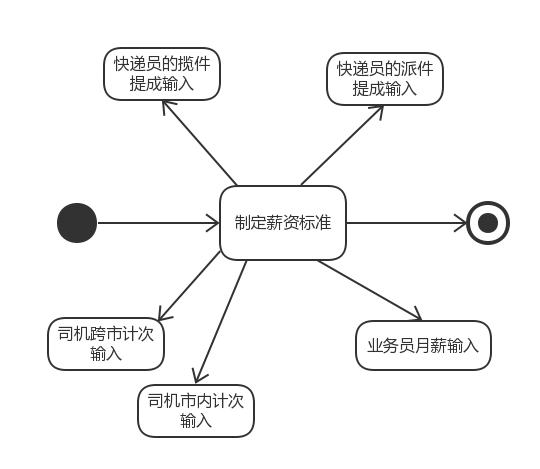 快递员的揽件
提成输入
快递员的派件
提成输入
制定薪资标准
司机跨市计次
输入
业务员月薪输入
司机市内计次
输入